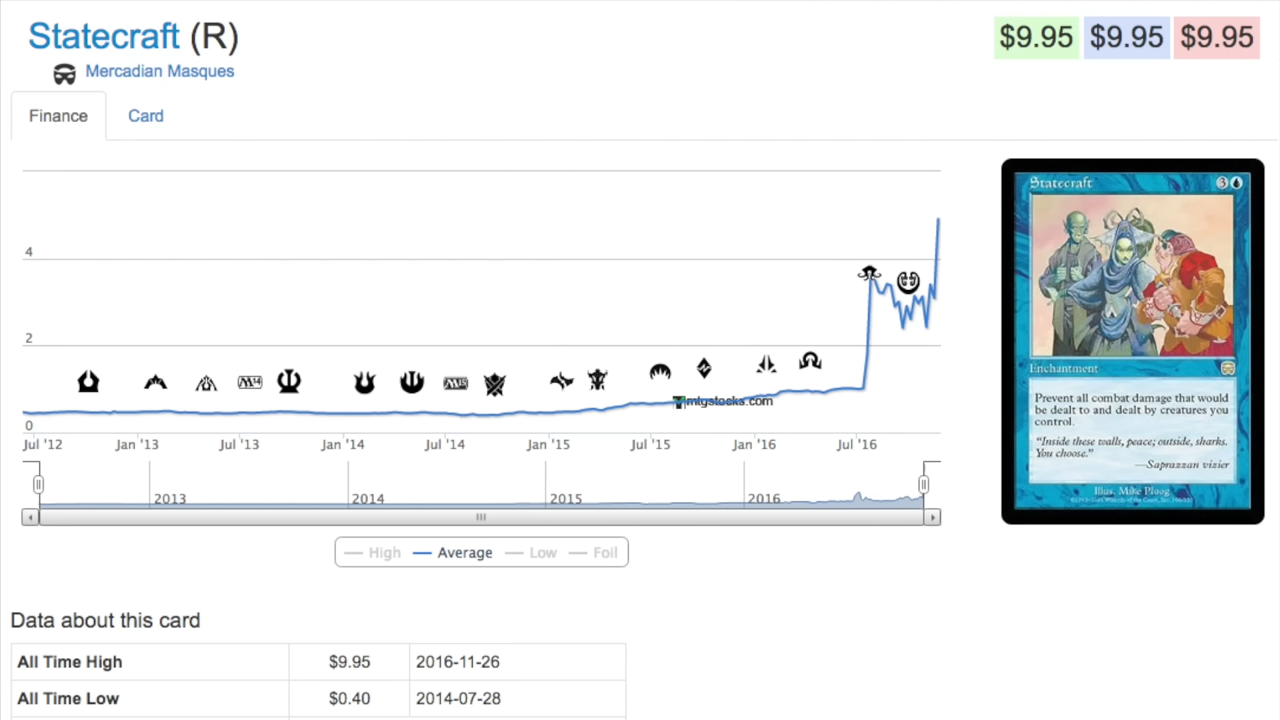 Statecraft (R)
$9.95 $9.95 $9.95
Mercadian Masques
Finance
Card
4
2
0
M14
M15
mtgstocks.com
Jul '12 Jan '13 Jul '13 Jan '14 Jul '14 Jan '15 Jul '15 Jan '16 Jul '16
2013 2014 2015 2016
High Average Low Foil
Statecraft 3
Enchantment
Prevent all combat damage that would
be dealt to and dealt by creatures you
control.
“Inside these walls, peace; outside, sharks.
You choose.”
—Saprazzan vizier
Illus. Mike Ploog
Data about this card
All Time High $9.95 2016-11-26
All Time Low $0.40 2014-07-28